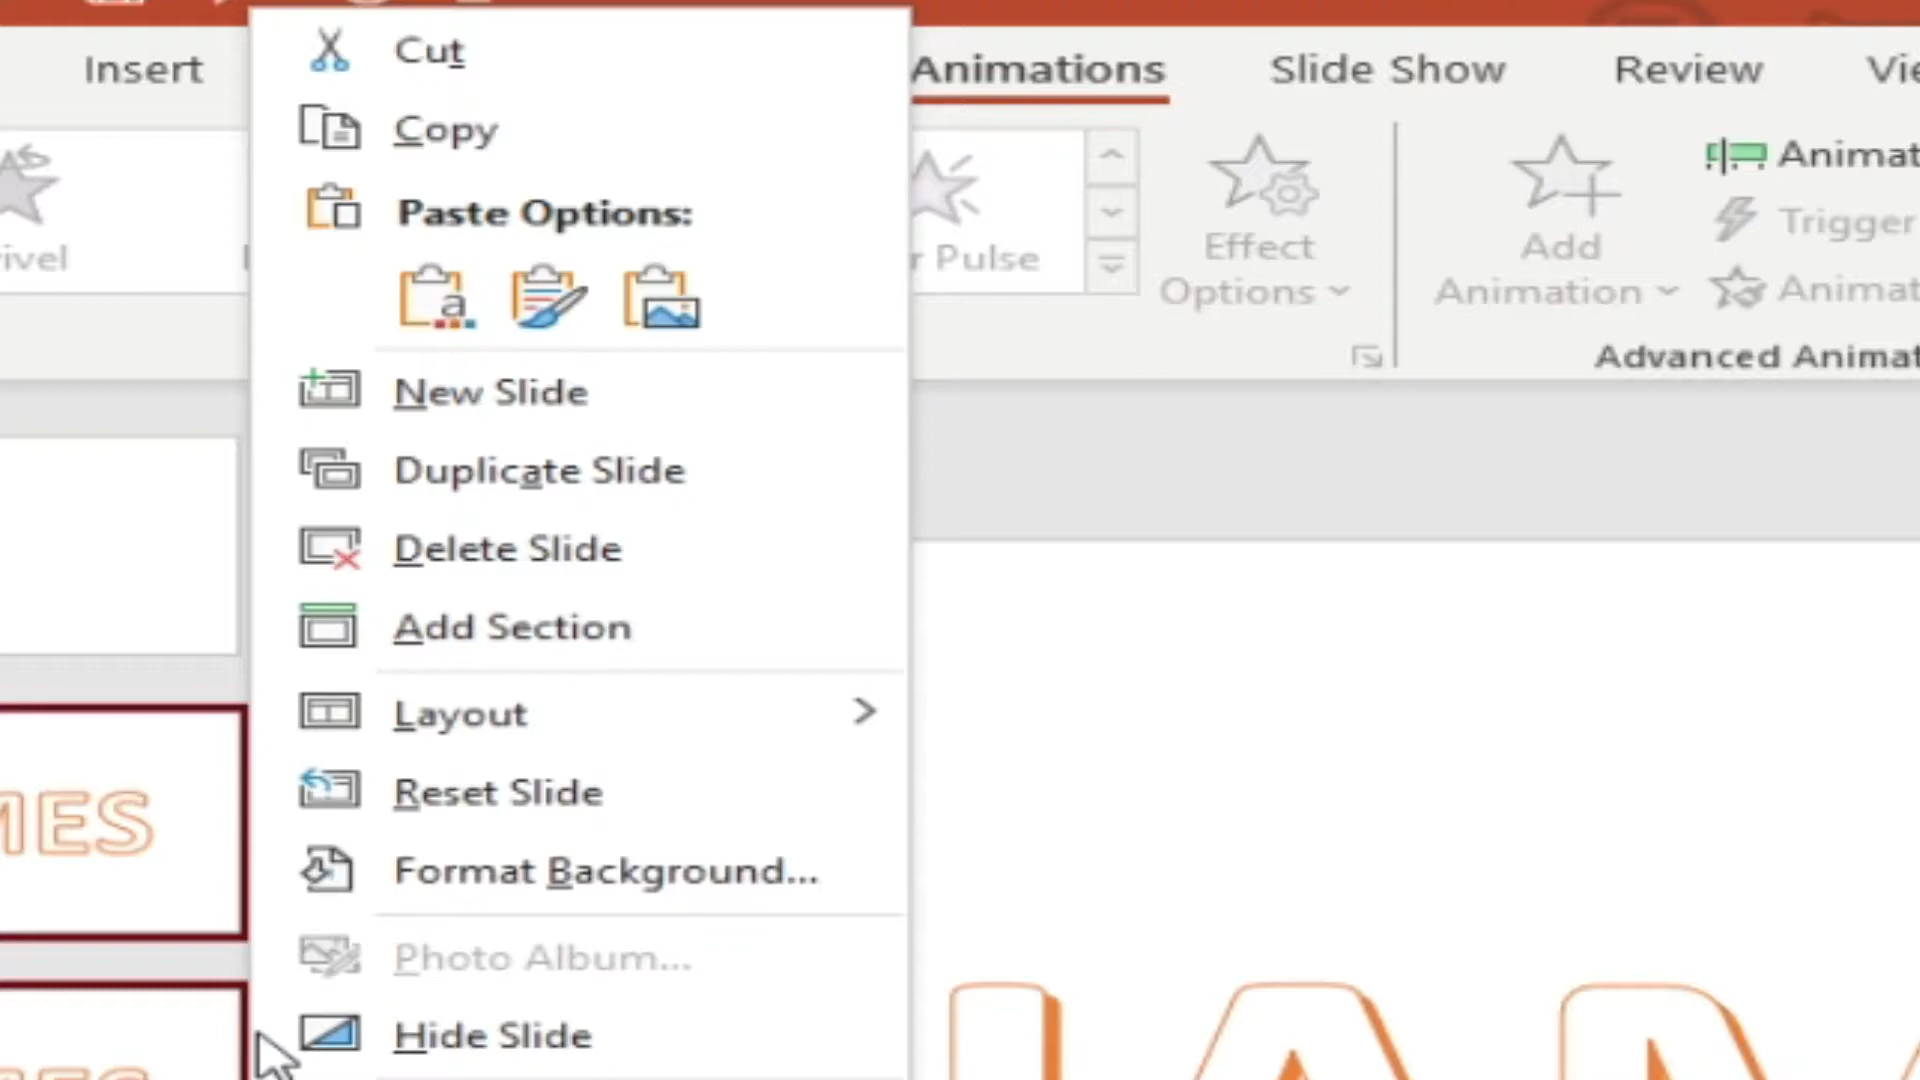 Insert
Animations
Slide Show
Review
Cut
Copy
Paste Options:
New Slide
Duplicate Slide
Delete Slide
Add Section
Layout
Reset Slide
Format Background...
Photo Album...
Hide Slide
Pulse
Effect
Options
Add
Animation
Trigger
Advanced
MES